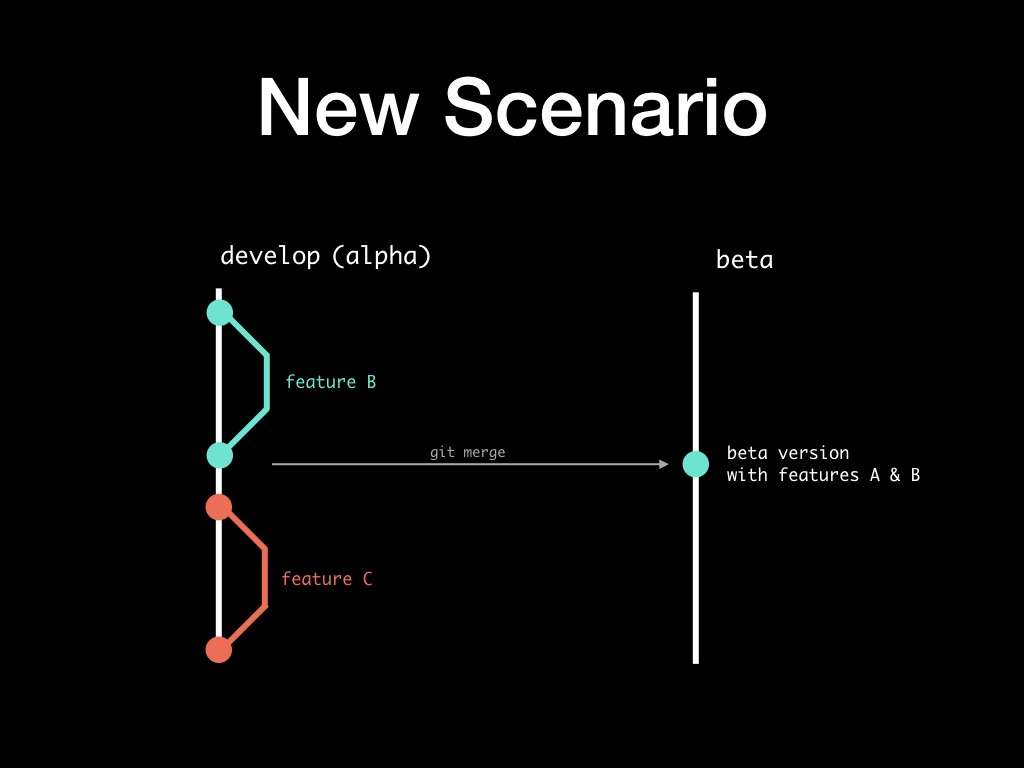 New Scenario
develop (alpha)
beta
feature B
git merge
beta version
with features A & B
feature C